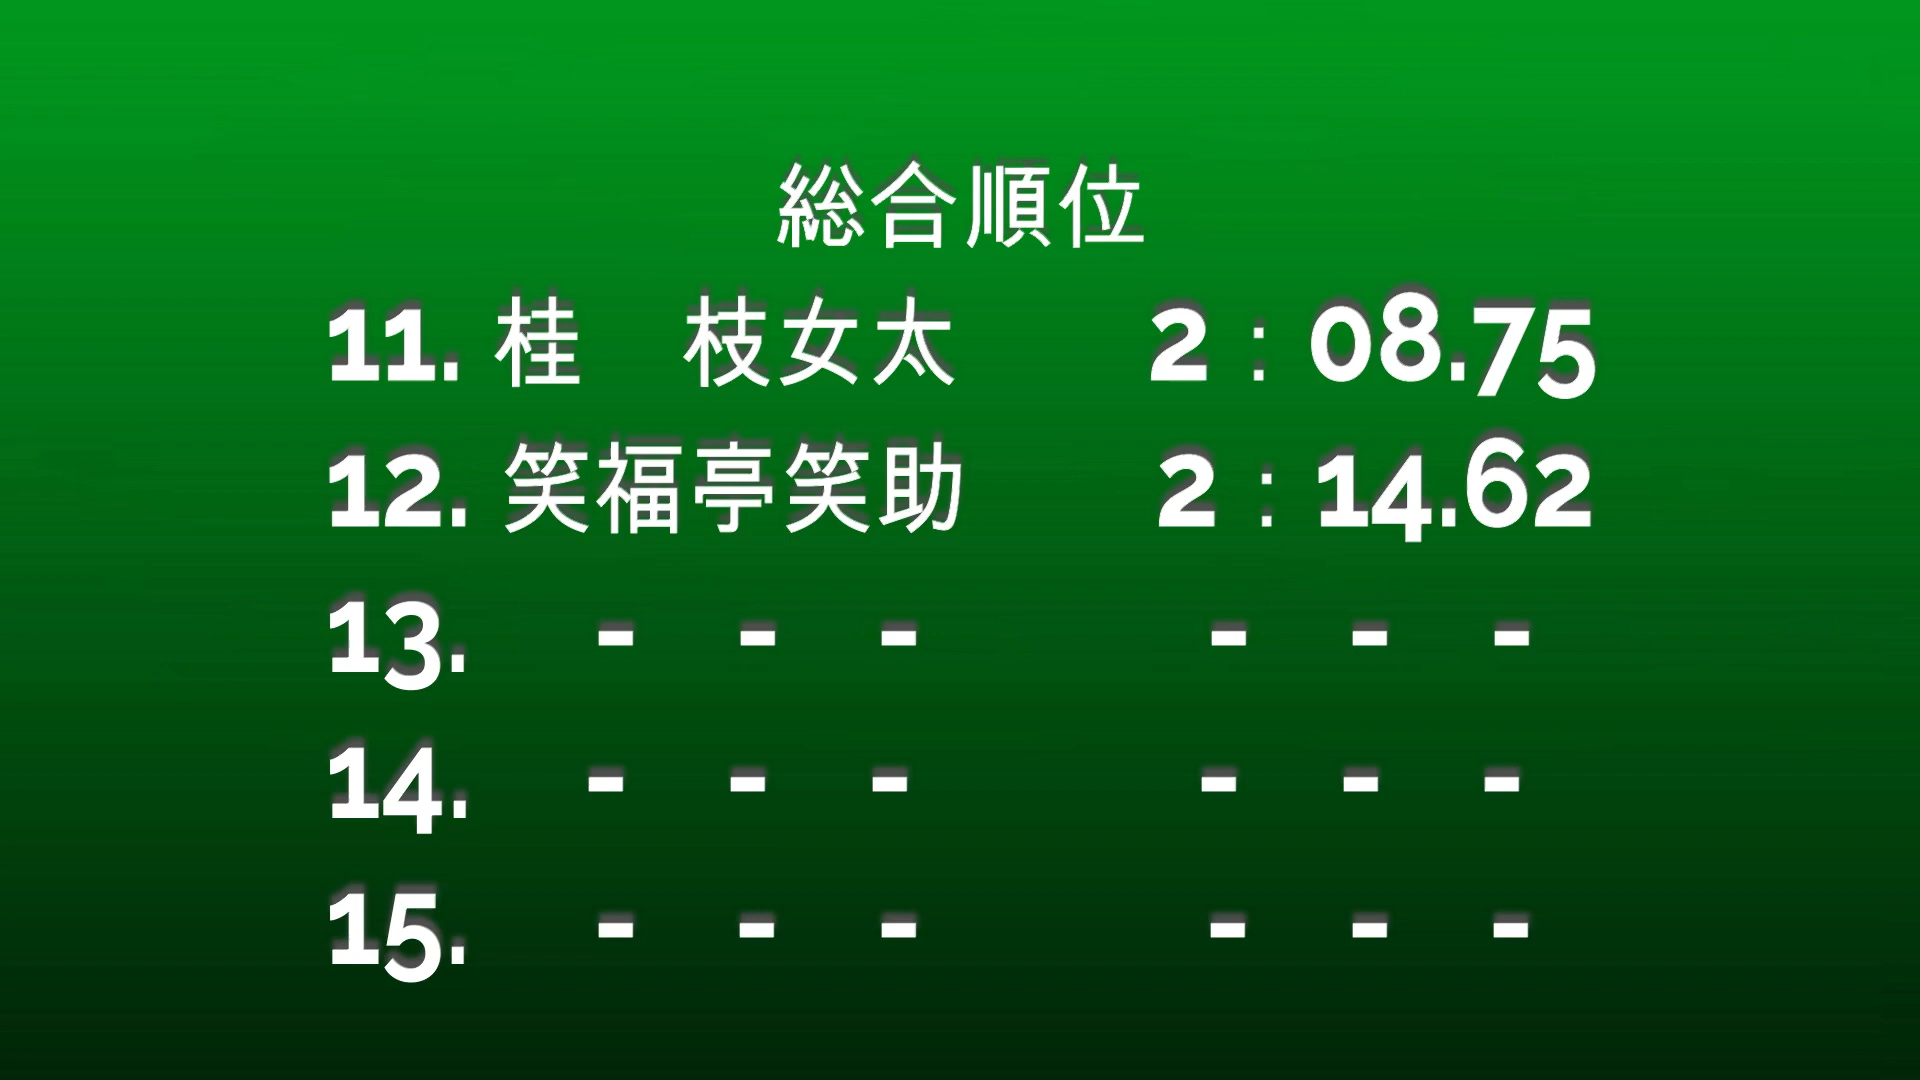 総合順位
11. 桂　枝女太　2：08.75
12. 笑福亭笑助　2：14.62
13. - - - - - -
14. - - - - - -
15. - - - - - -